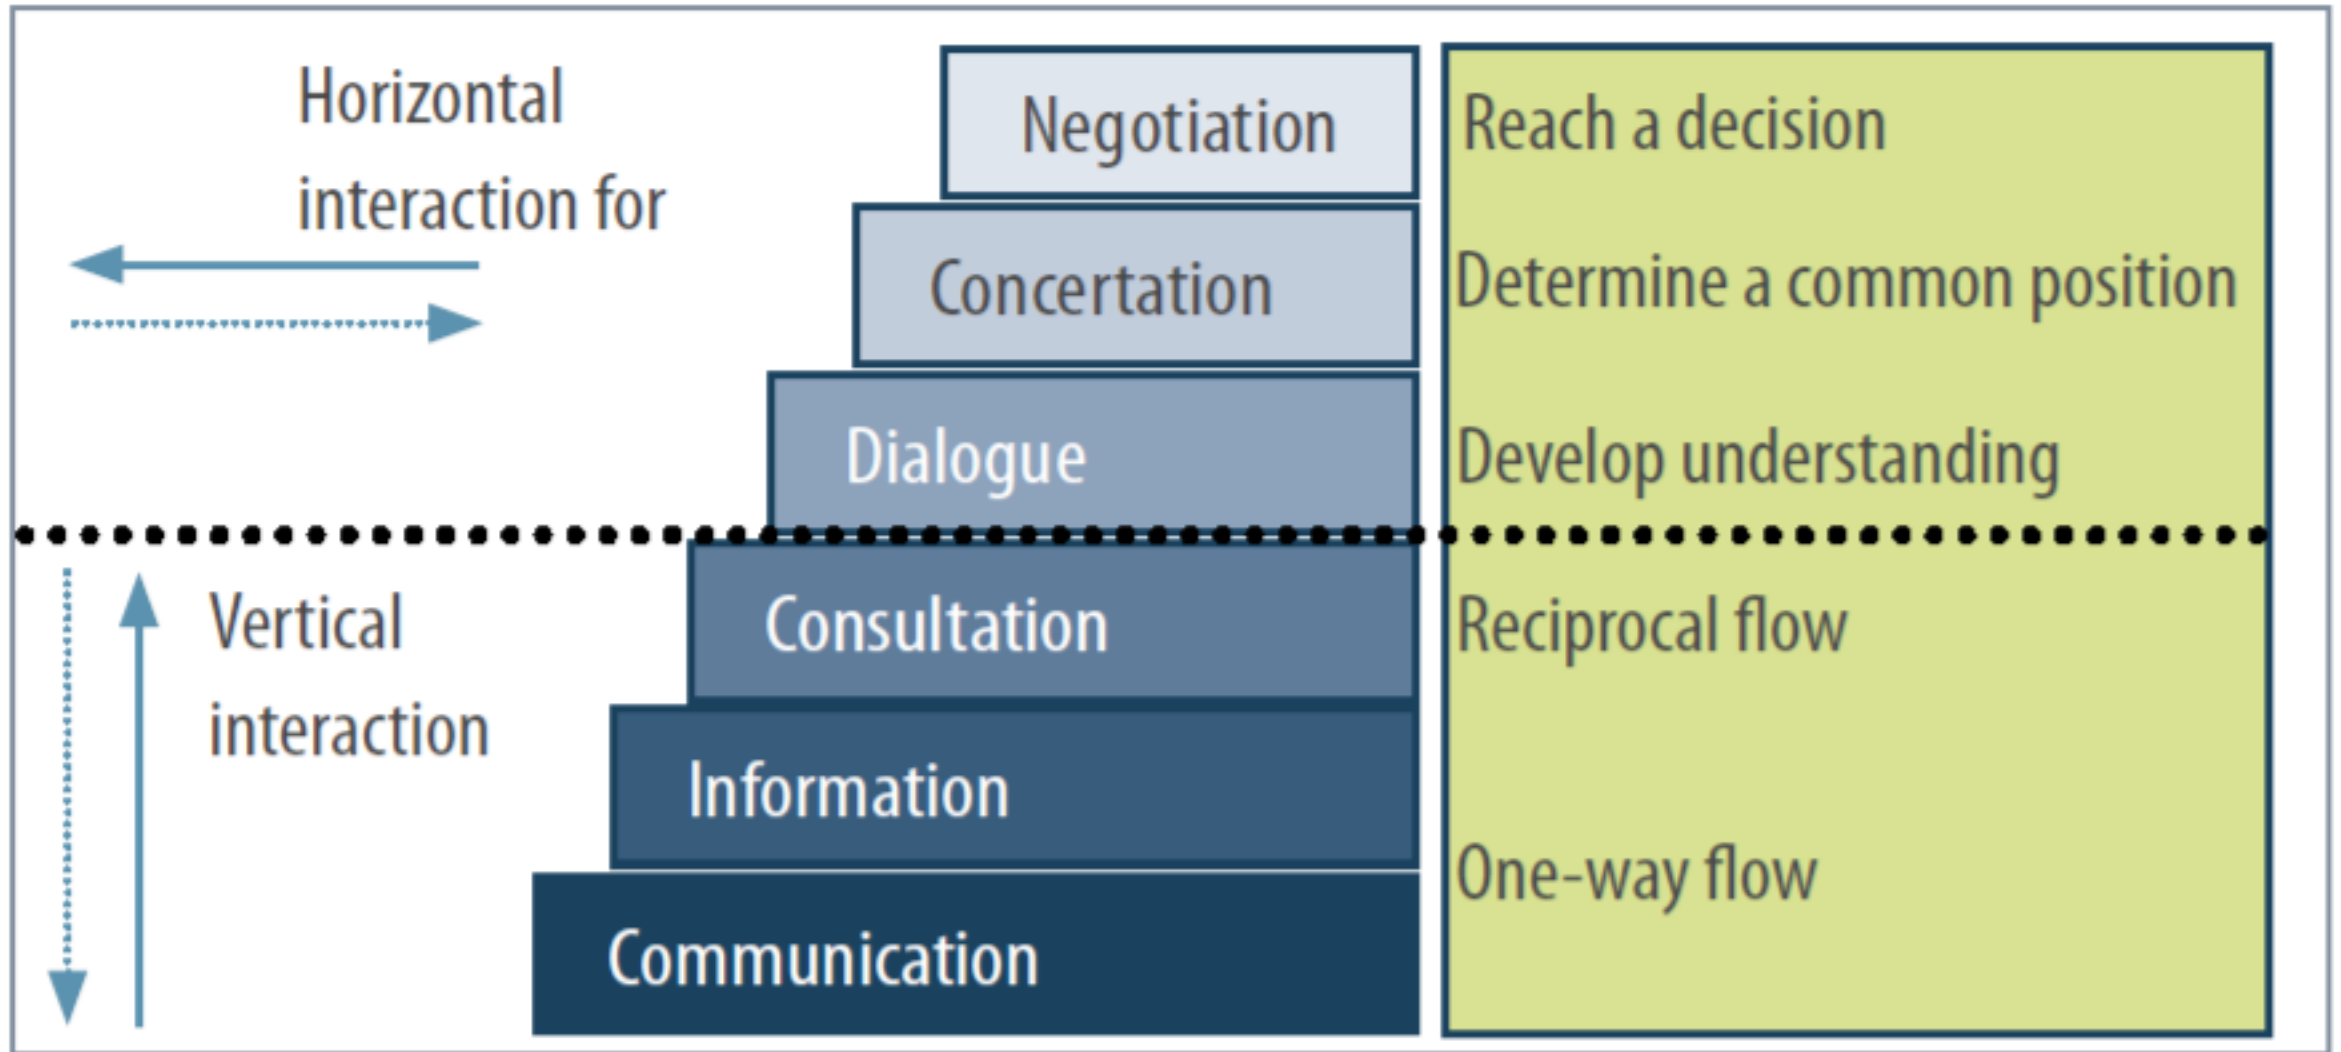 Horizontal
interaction for
Negotiation
Reach a decision
Concertation
Determine a common position
Dialogue
Develop understanding
Vertical
interaction
Consultation
Reciprocal flow
Information
One-way flow
Communication